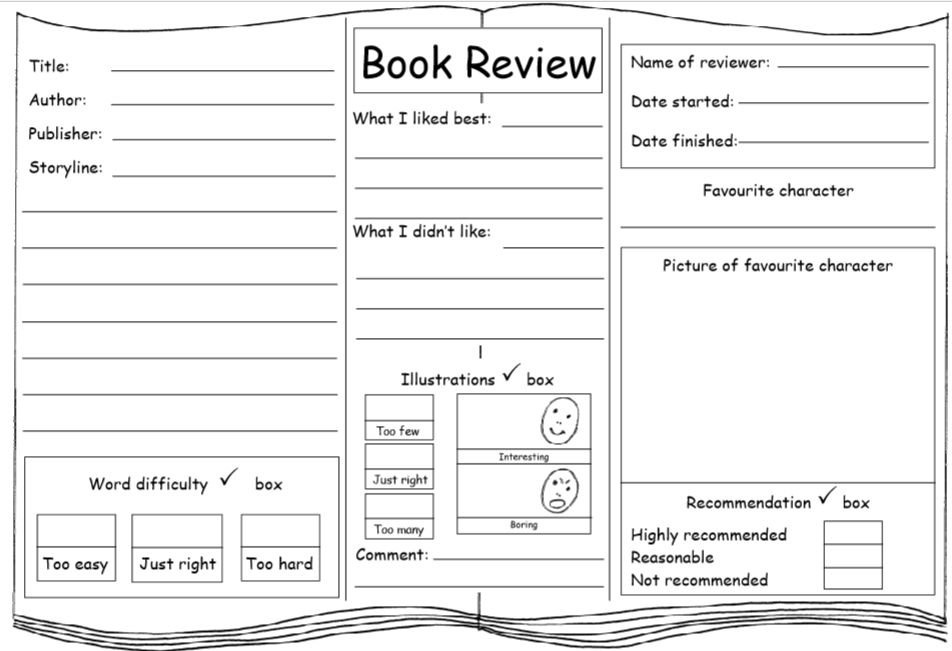 Title:
Author:
Publisher:
Storyline:
Word difficulty ✓ box
Too easy
Just right
Too hard
Book Review
What I liked best:
What I didn't like:
Illustrations ✓ box
Too few
Just right
Too many
Interesting
Boring
Comment:
Name of reviewer:
Date started:
Date finished:
Favourite character
Picture of favourite character
Recommendation ✓ box
Highly recommended
Reasonable
Not recommended